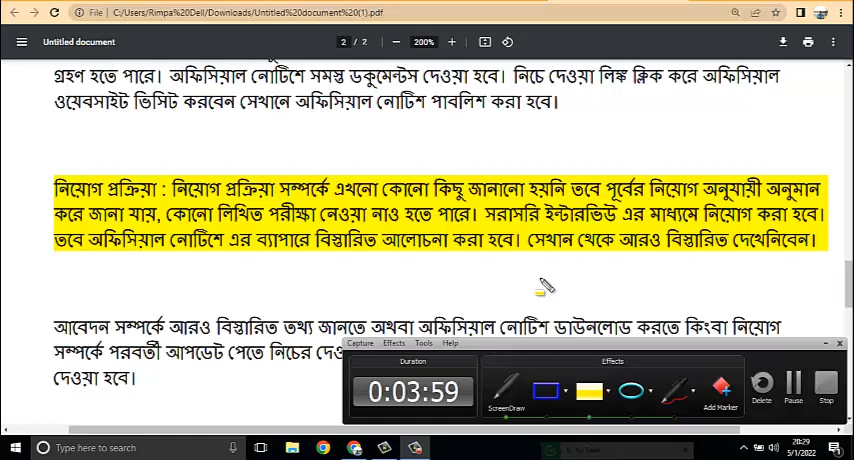 File | C:/Users/Rimpa%20Dell/Downloads/Untitled%20document%20(1).pdf
Untitled document
2 / 2
200%
গ্রহণ হতে পারে। অফিসিয়াল নোটিশে সমস্ত ডকুমেন্টস দেওয়া হবে। নিচে দেওয়া লিঙ্ক ক্লিক করে অফিসিয়াল
ওয়েবসাইট ভিসিট করবেন সেখানে অফিসিয়াল নোটিশ পাবলিশ করা হবে।
নিয়োগ প্রক্রিয়া : নিয়োগ প্রক্রিয়া সম্পর্কে এখনো কোনো কিছু জানানো হয়নি তবে পূর্বের নিয়োগ অনুযায়ী অনুমান
করে জানা যায়, কোনো লিখিত পরীক্ষা নেওয়া নাও হতে পারে। সরাসরি ইন্টারভিউ এর মাধ্যমে নিয়োগ করা হবে।
তবে অফিসিয়াল নোটিশে এর ব্যাপারে বিস্তারিত আলোচনা করা হবে। সেখান থেকে আরও বিস্তারিত দেখেনিবেন।
আবেদন সম্পর্কে আরও বিস্তারিত তথ্য জানতে অথবা অফিসিয়াল নোটিশ ডাউনলোড করতে কিংবা নিয়োগ
সম্পর্কে পরবর্তী আপডেট পেতে নিচের
দেওয়া হবে।
Capture Effects Tools Help
Duration
0:03:59
Effects
ScreenDraw
Add Marker
Delete
Pause
Stop
Type here to search
20:29
5/1/2022